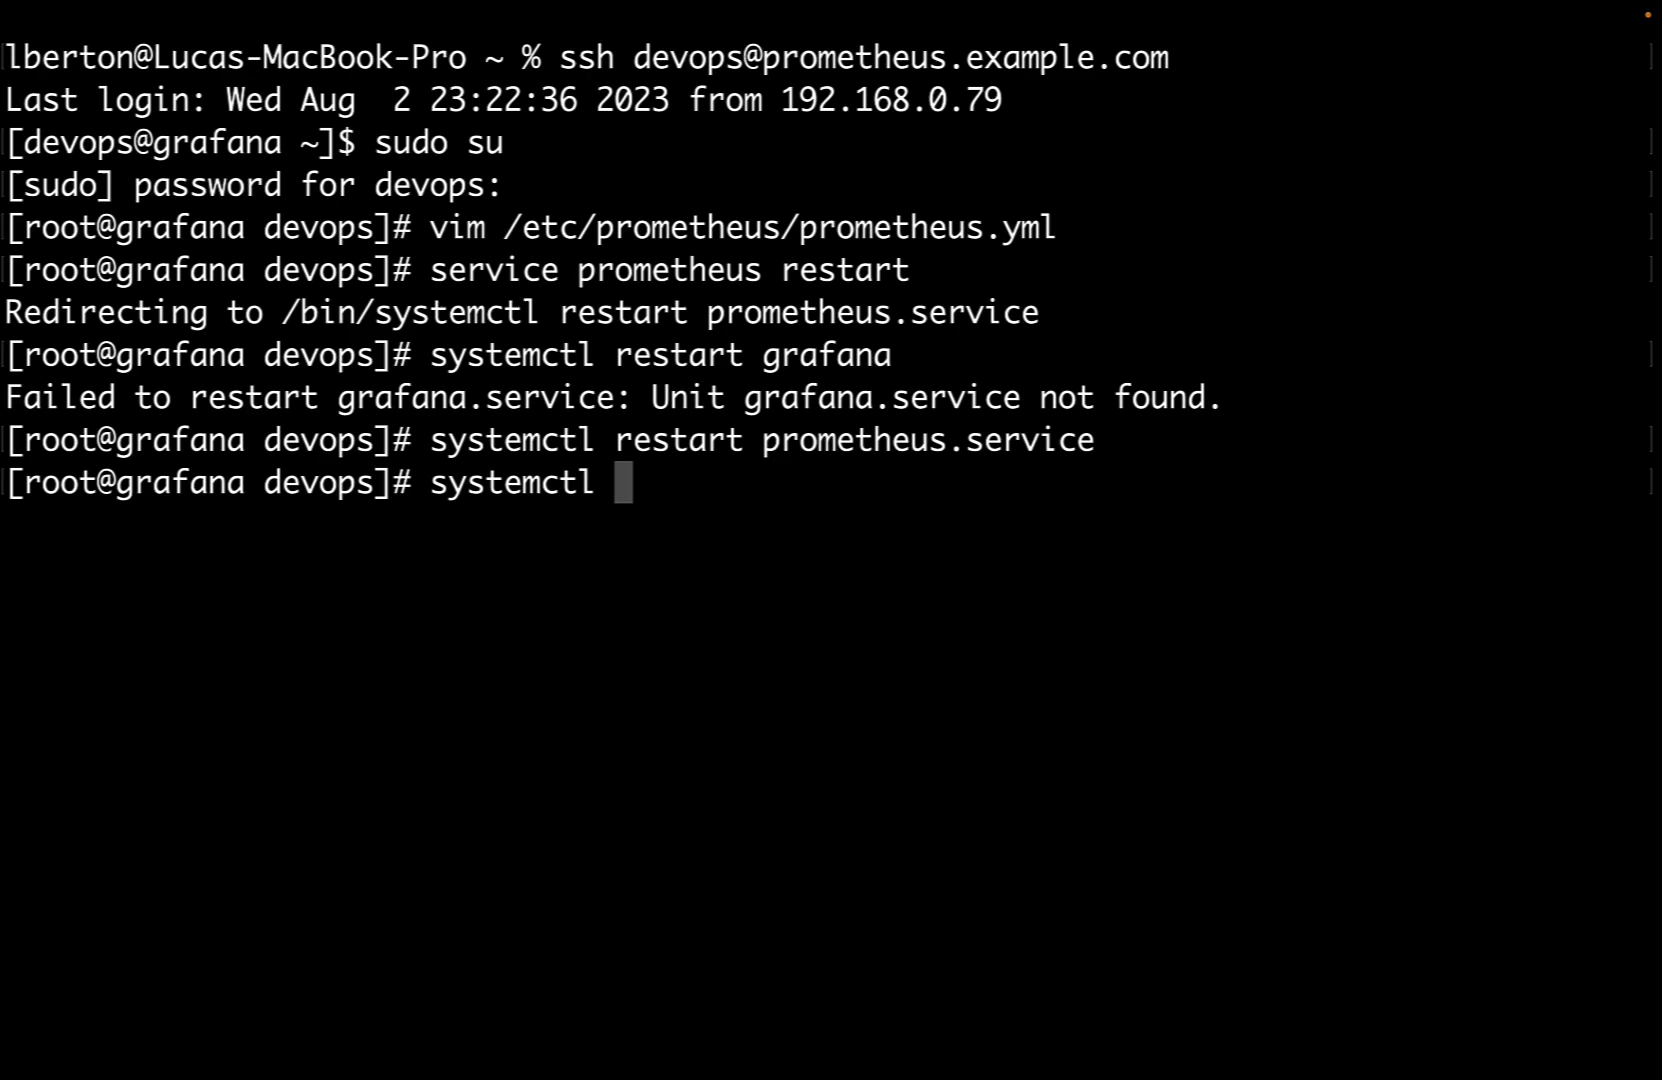 lberton@Lucas-MacBook-Pro ~ % ssh devops@prometheus.example.com
Last login: Wed Aug  2 23:22:36 2023 from 192.168.0.79
[devops@grafana ~]$ sudo su
[sudo] password for devops:
[root@grafana devops]# vim /etc/prometheus/prometheus.yml
[root@grafana devops]# service prometheus restart
Redirecting to /bin/systemctl restart prometheus.service
[root@grafana devops]# systemctl restart grafana
Failed to restart grafana.service: Unit grafana.service not found.
[root@grafana devops]# systemctl restart prometheus.service
[root@grafana devops]# systemctl